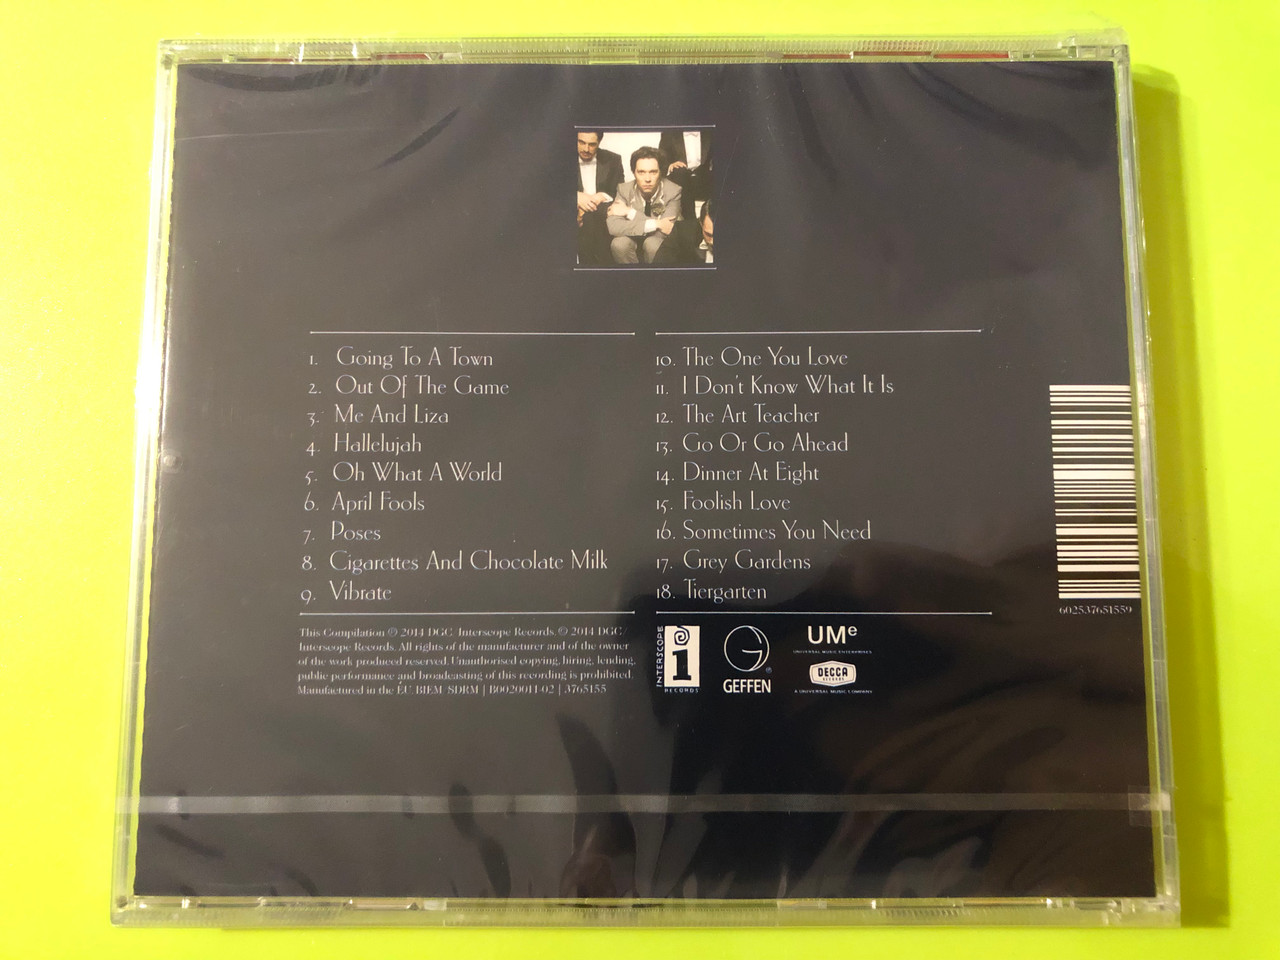 1. Going To A Town
2. Out Of The Game
3. Me And Liza
4. Hallelujah
5. Oh What A World
6. April Fools
7. Poses
8. Cigarettes And Chocolate Milk
9. Vibrate
10. The One You Love
11. I Don't Know What It Is
12. The Art Teacher
13. Go Or Go Ahead
14. Dinner At Eight
15. Foolish Love
16. Sometimes You Need
17. Grey Gardens
18. Tiergarten
602537651559
This Compilation ℗ 2014 DGC/Interscope Records. © 2014 DGC/
Interscope Records. All rights of the manufacturer and of the owner
of the work produced reserved. Unauthorised copying, hiring, lending,
public performance and broadcasting of this recording is prohibited.
Manufactured in the EU. BIEM/SDRM | B0020011-02 | 3765155
INTERSCOPE
i
RECORDS
G
GEFFEN
UMe
UNIVERSAL MUSIC ENTERPRISES
DECCA
RECORDS
A UNIVERSAL MUSIC COMPANY